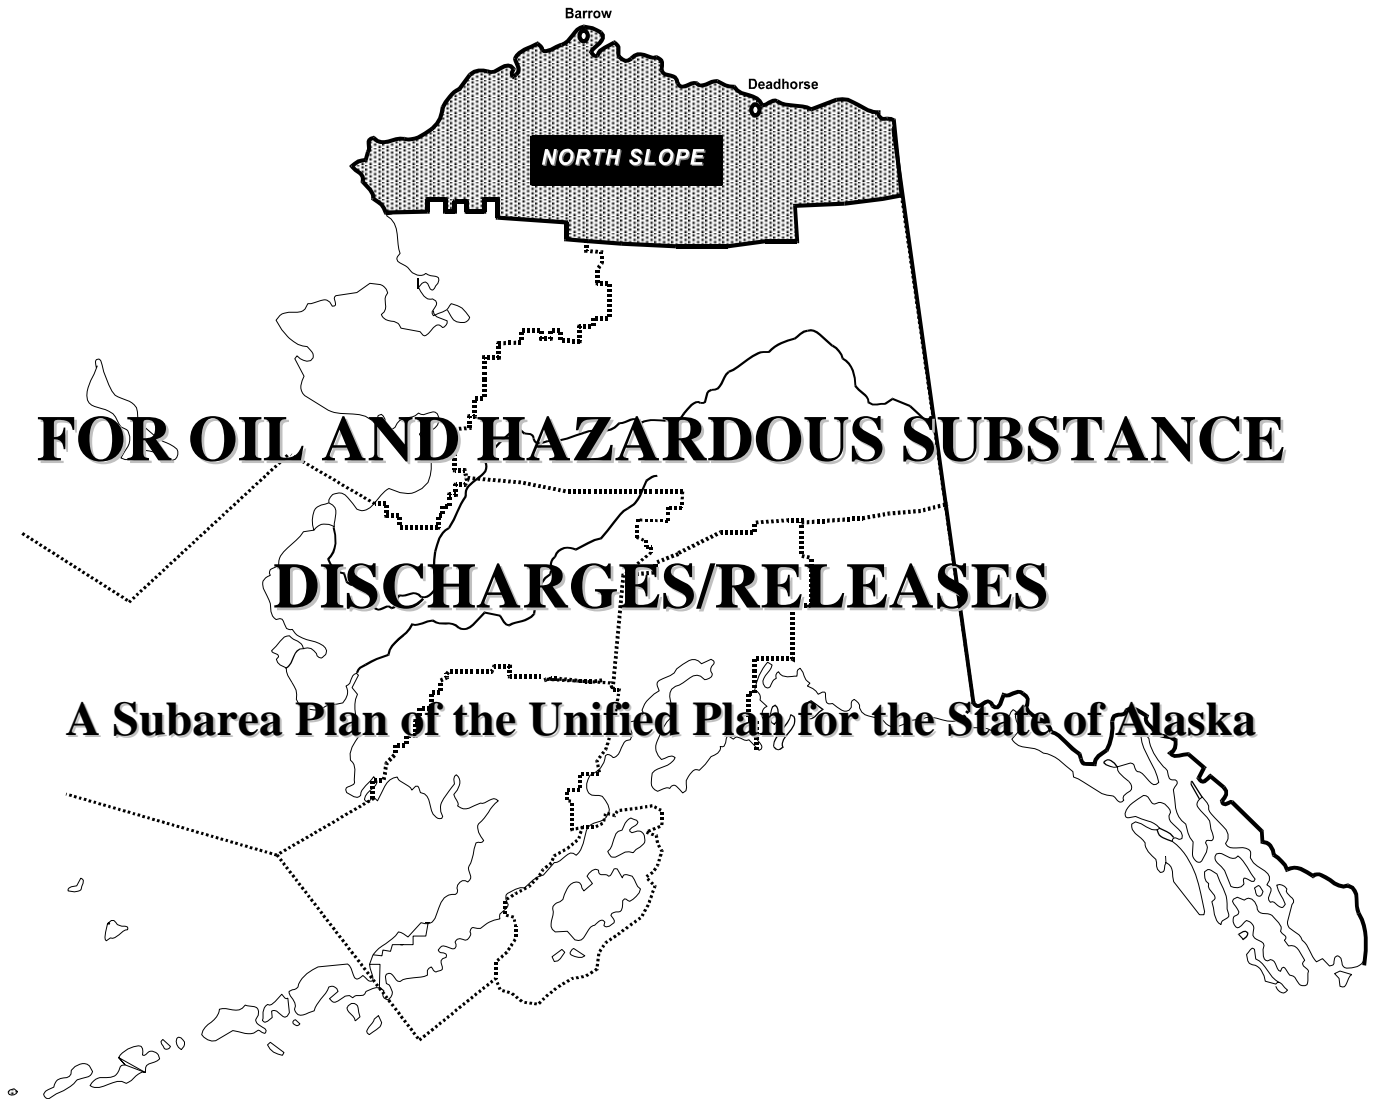 Barrow
Deadhorse
NORTH SLOPE
FOR OIL AND HAZARDOUS SUBSTANCE
DISCHARGES/RELEASES
A Subarea Plan of the Unified Plan for the State of Alaska